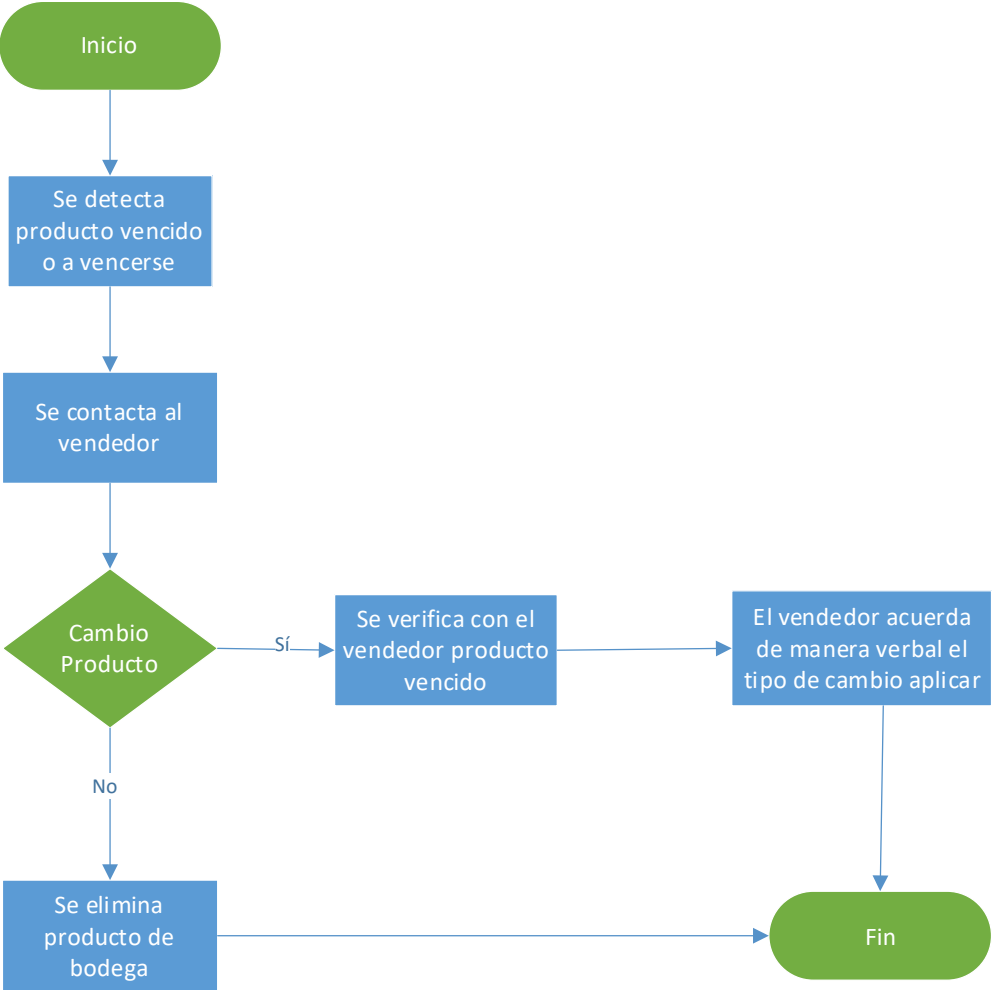 Inicio
Se detecta
producto vencido
o a vencerse
Se contacta al
vendedor
Cambio
Producto
Sí
Se verifica con el
vendedor producto
vencido
El vendedor acuerda
de manera verbal el
tipo de cambio aplicar
No
Se elimina
producto de
bodega
Fin